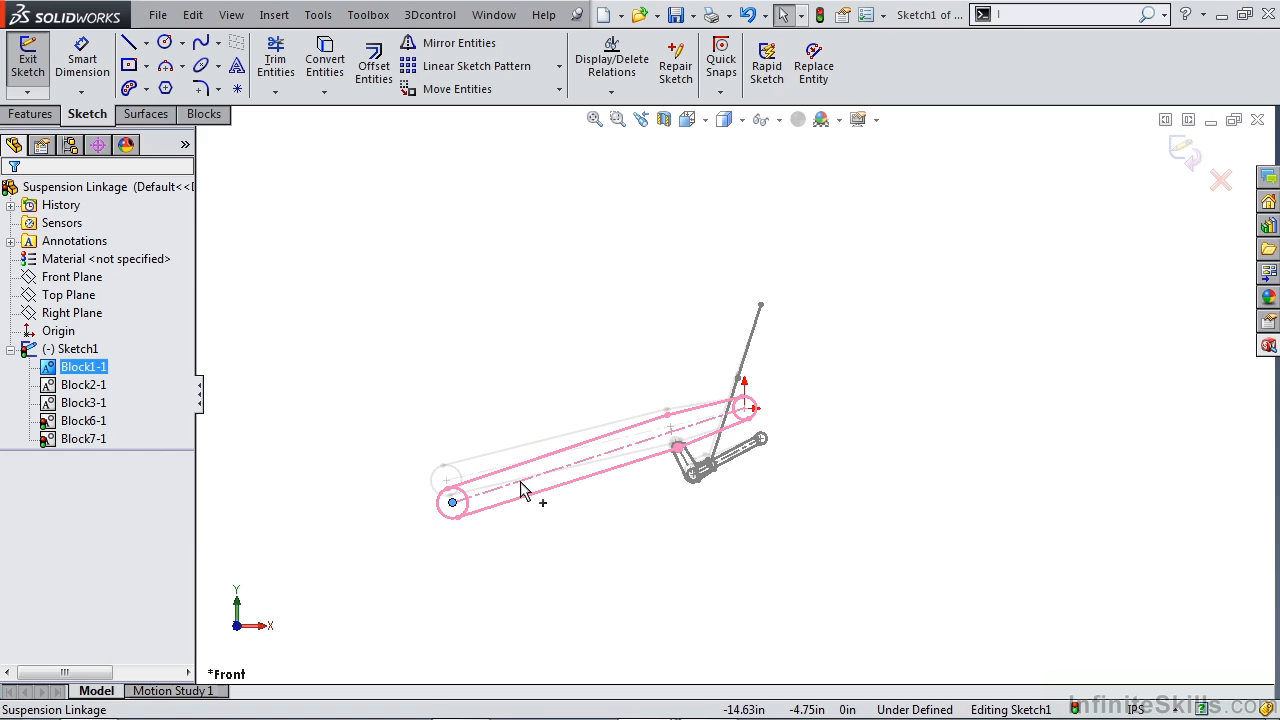 SOLIDWORKS File Edit View Insert Tools Toolbox 3Dcontrol Window Help Sketch1 of ...
Exit Sketch
Smart Dimension
Trim Entities
Convert Entities
Offset Entities
Mirror Entities
Linear Sketch Pattern
Move Entities
Display/Delete Relations
Repair Sketch
Quick Snaps
Rapid Sketch
Replace Entity
Features Sketch Surfaces Blocks
Suspension Linkage (Default<<D
History
Sensors
Annotations
Material <not specified>
Front Plane
Top Plane
Right Plane
Origin
(-) Sketch1
Block1-1
Block2-1
Block3-1
Block6-1
Block7-1
Y
X
*Front
Model Motion Study 1
Suspension Linkage -14.63in -4.75in 0in Under Defined Editing Sketch1 IPS
InfiniteSkills.com